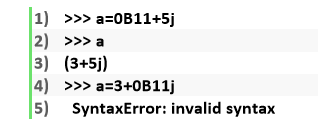 1) >>> a=0B11+5j
2) >>> a
3) (3+5j)
4) >>> a=3+0B11j
5) SyntaxError: invalid syntax